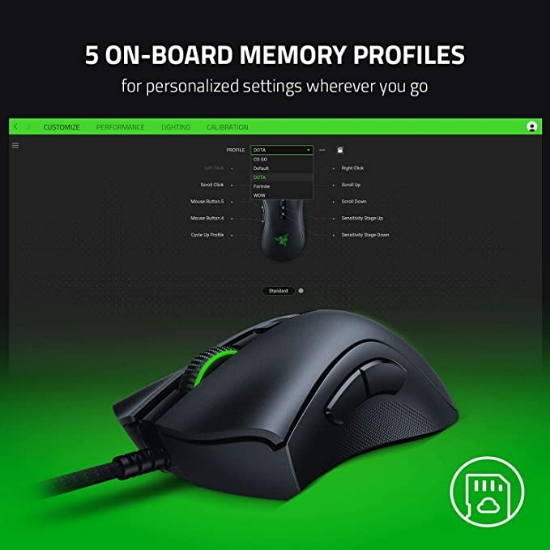 5 ON-BOARD MEMORY PROFILES
for personalized settings wherever you go
CUSTOMIZE PERFORMANCE LIGHTING CALIBRATION
PROFILE DOTA
CS GO
Default
DOTA
Fortnite
WOW
Left Click
Scroll Click
Mouse Button 5
Mouse Button 4
Cycle Up Profile
Right Click
Scroll Up
Scroll Down
Sensitivity Stage Up
Sensitivity Stage Down
Standard